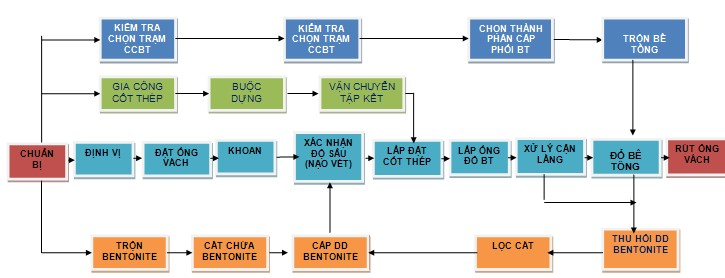 KIỂM TRA
CHỌN TRẠM
CCBT
KIỂM TRA
CHỌN TRẠM
CCBT
CHỌN THÀNH
PHẦN CẤP
PHỐI BT
TRỘN BÊ
TÔNG
GIA CÔNG
CỐT THÉP
BUỘC
DỰNG
VẬN CHUYỂN
TẬP KẾT
CHUẨN
BỊ
ĐỊNH VỊ
ĐẶT ỐNG
VÁCH
KHOAN
XÁC NHẬN
ĐỘ SÂU
(NẠO VÉT)
LẮP ĐẶT
CỐT THÉP
LẮP ỐNG
ĐỔ BT
XỬ LÝ CẶN
LẮNG
ĐỔ BÊ
TÔNG
RÚT ỐNG
VÁCH
TRỘN
BENTONITE
CÁT CHỨA
BENTONITE
CẤP DD
BENTONITE
LỌC CÁT
THU HỒI DD
BENTONITE